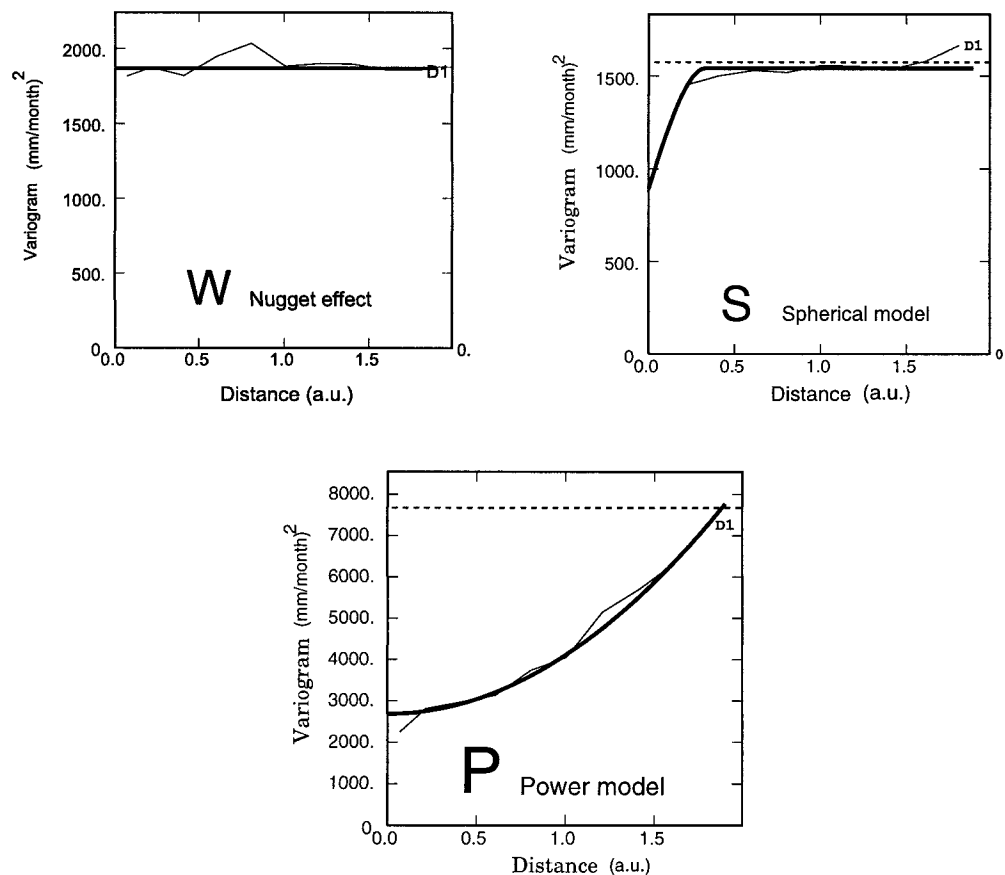 Variogram (mm/month)2
2000.
1500.
1000.
500.
0.
0.0 0.5 1.0 1.5 0.
D1
W Nugget effect
Distance (a.u.)
Variogram (mm/month)2
1500.
1000.
500.
0.
0.0 0.5 1.0 1.5 0
D1
S Spherical model
Distance (a.u.)
Variogram (mm/month)2
8000.
7000.
6000.
5000.
4000.
3000.
2000.
1000.
0.
0.0 0.5 1.0 1.5
D1
P Power model
Distance (a.u.)